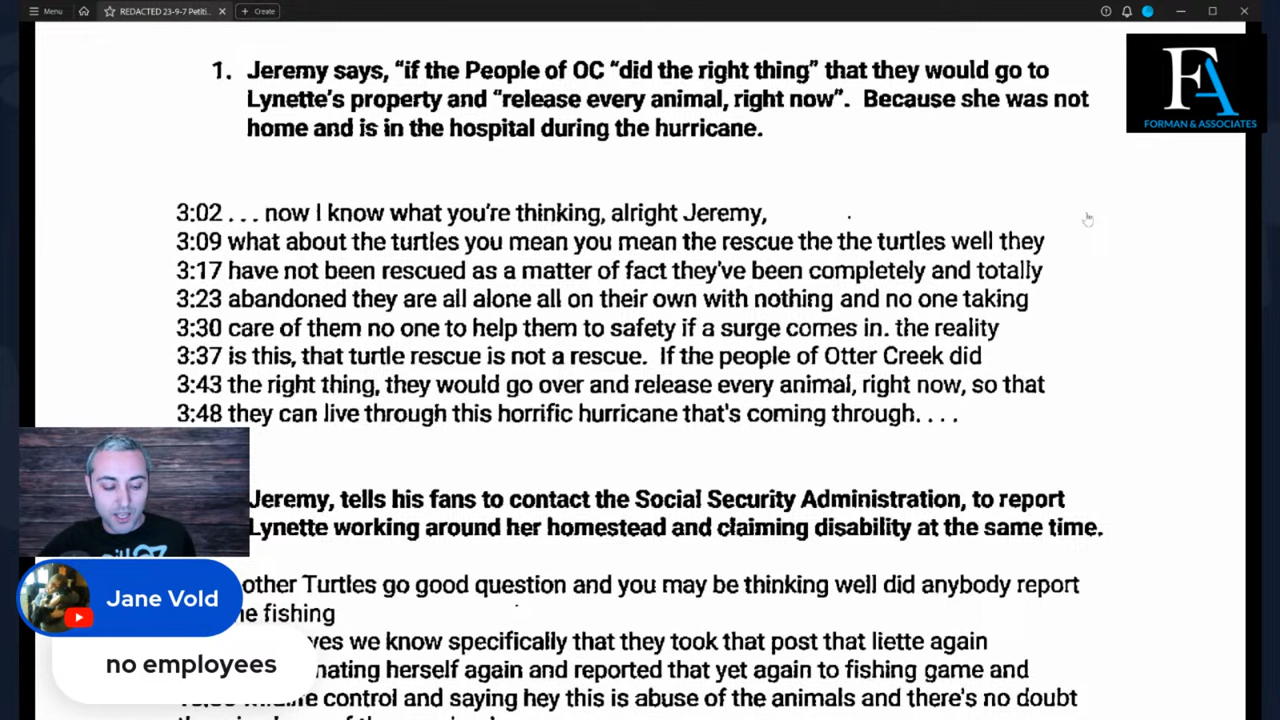 Menu
REDACTED 23-9-7 Petiti...
Create
FORMAN & ASSOCIATES
1. Jeremy says, “if the People of OC “did the right thing” that they would go to
Lynette’s property and “release every animal, right now”. Because she was not
home and is in the hospital during the hurricane.
3:02 . . . now I know what you’re thinking, alright Jeremy,
3:09 what about the turtles you mean you mean the rescue the the turtles well they
3:17 have not been rescued as a matter of fact they’ve been completely and totally
3:23 abandoned they are all alone all on their own with nothing and no one taking
3:30 care of them no one to help them to safety if a surge comes in. the reality
3:37 is this, that turtle rescue is not a rescue. If the people of Otter Creek did
3:43 the right thing, they would go over and release every animal, right now, so that
3:48 they can live through this horrific hurricane that's coming through. . . .
Jeremy, tells his fans to contact the Social Security Administration, to report
Lynette working around her homestead and claiming disability at the same time.
other Turtles go good question and you may be thinking well did anybody report
fishing
yes we know specifically that they took that post that liette again
nating herself again and reported that yet again to fishing game and
control and saying hey this is abuse of the animals and there's no doubt
Jane Vold
no employees